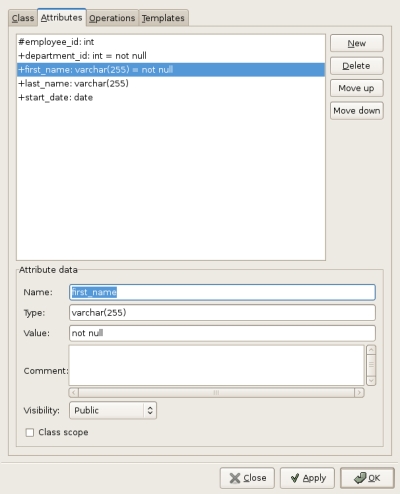 Class Attributes Operations Templates
#employee_id: int
+department_id: int = not null
+first_name: varchar(255) = not null
+last_name: varchar(255)
+start_date: date
New
Delete
Move up
Move down
Attribute data
Name: first_name
Type: varchar(255)
Value: not null
Comment:
Visibility: Public
Class scope
Close Apply OK